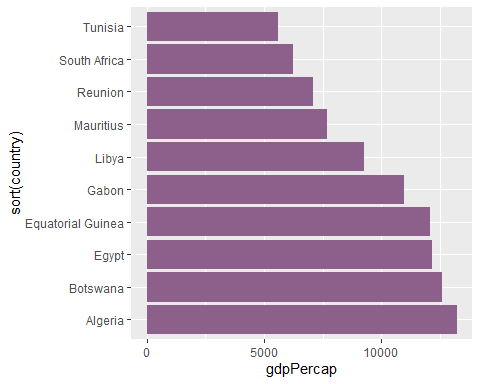 Tunisia
South Africa
Reunion
Mauritius
Libya
Gabon
Equatorial Guinea
Egypt
Botswana
Algeria
sort(country)
0 5000 10000
gdpPercap